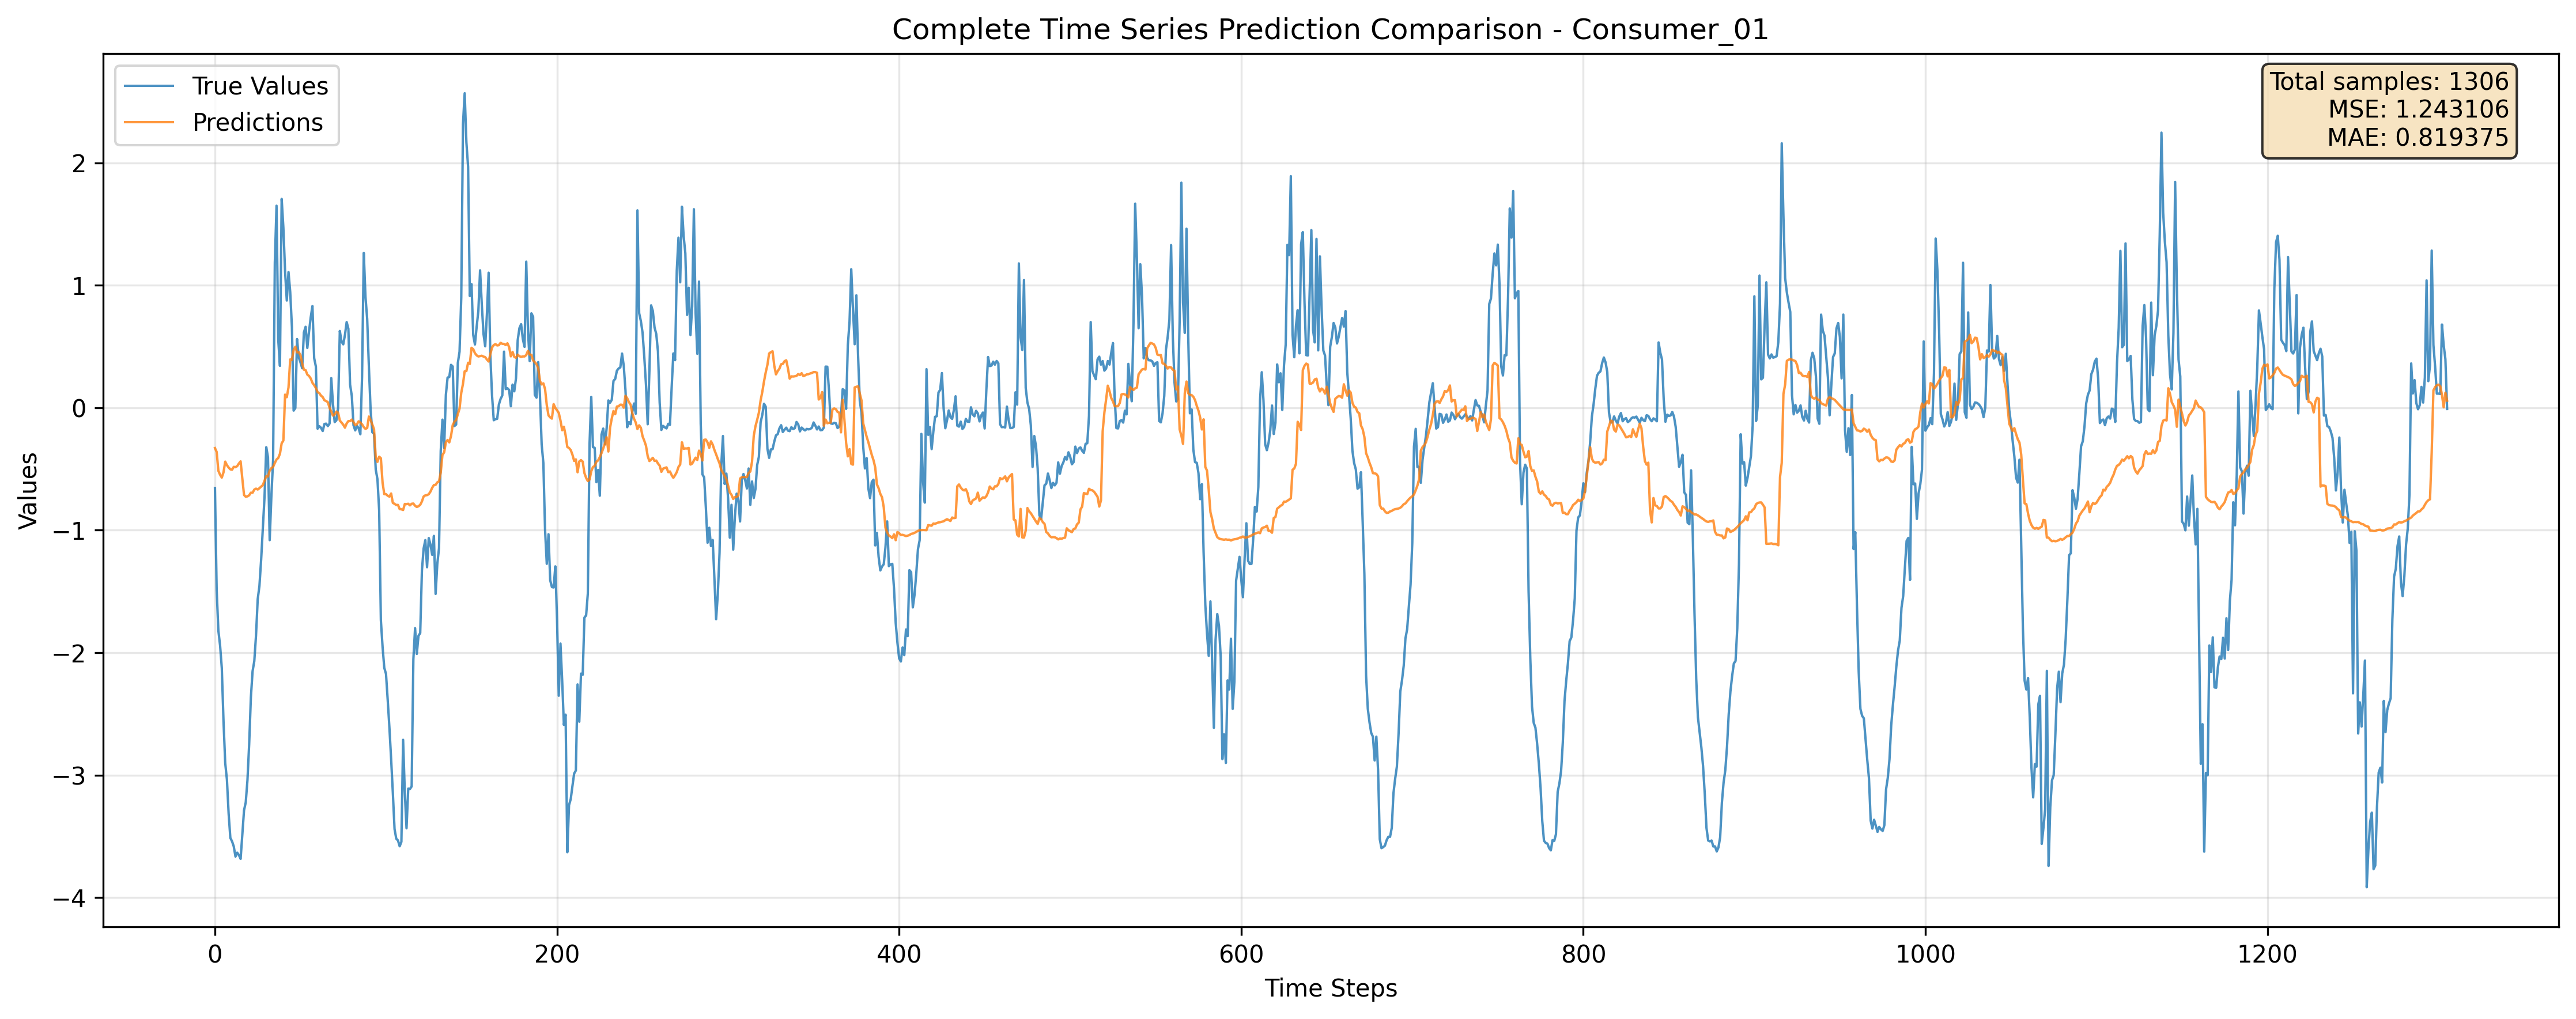 Complete Time Series Prediction Comparison - Consumer_01
True Values
Predictions
Total samples: 1306
MSE: 1.243106
MAE: 0.819375
Values
2
1
0
−1
−2
−3
−4
0
200
400
600
800
1000
1200
Time Steps